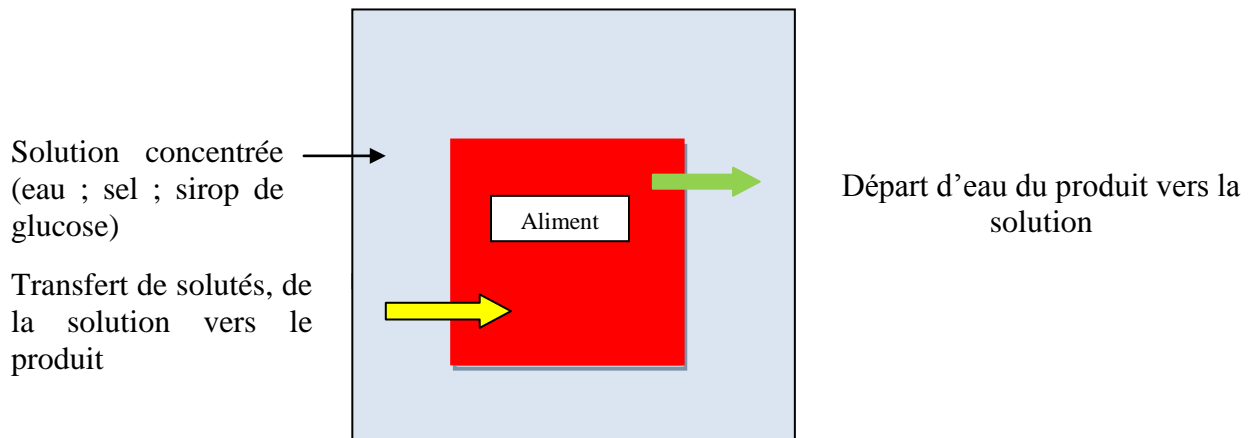 Solution concentrée
(eau ; sel ; sirop de
glucose)
Transfert de solutés, de
la solution vers le
produit
Aliment
Départ d’eau du produit vers la
solution